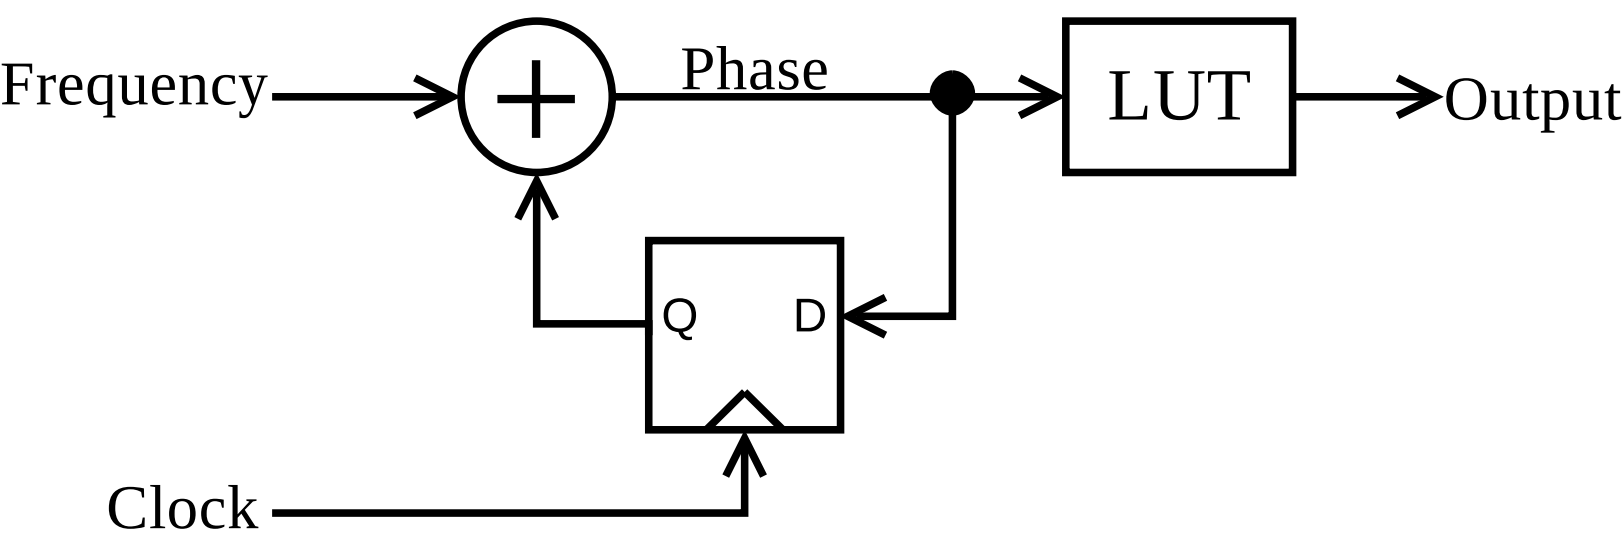 Frequency
Phase
LUT
Output
Q
D
Clock